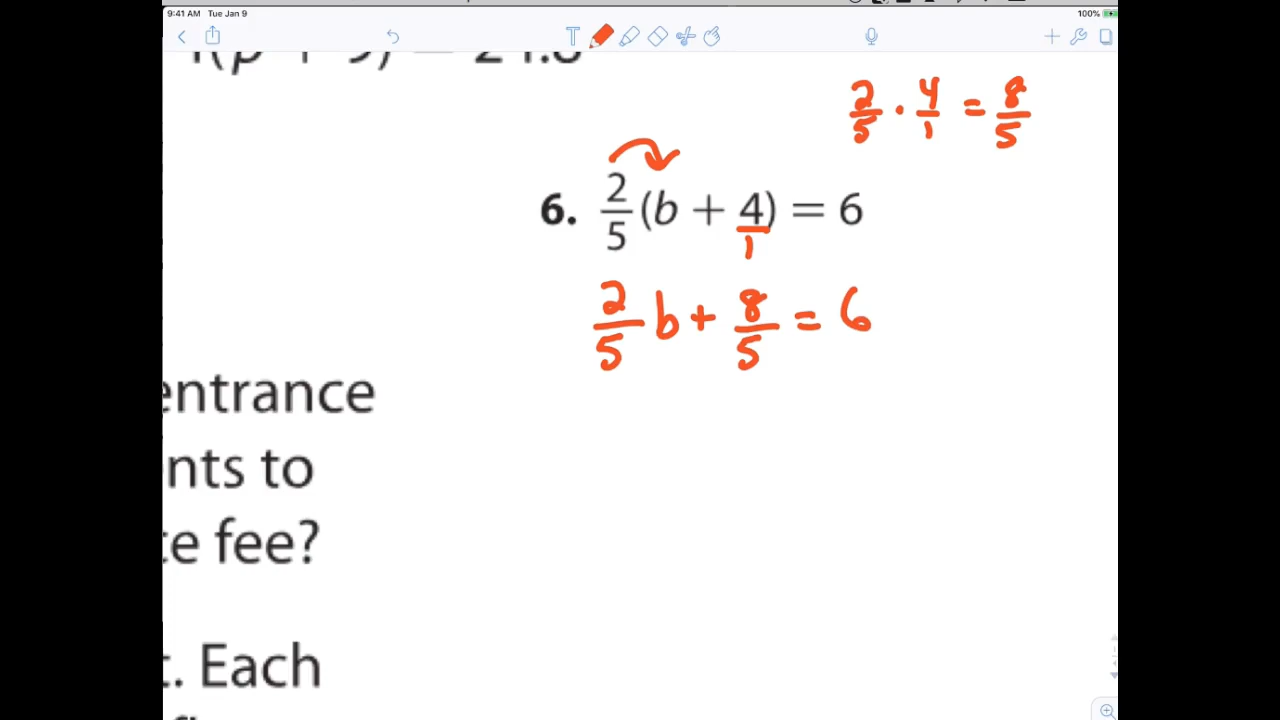 9:41 AM Tue Jan 9
100%
T
2/5 · 4/1 = 8/5
6. 2/5 (b + 4) = 6
1
2/5 b + 8/5 = 6
entrance
nts to
fee?
. Each